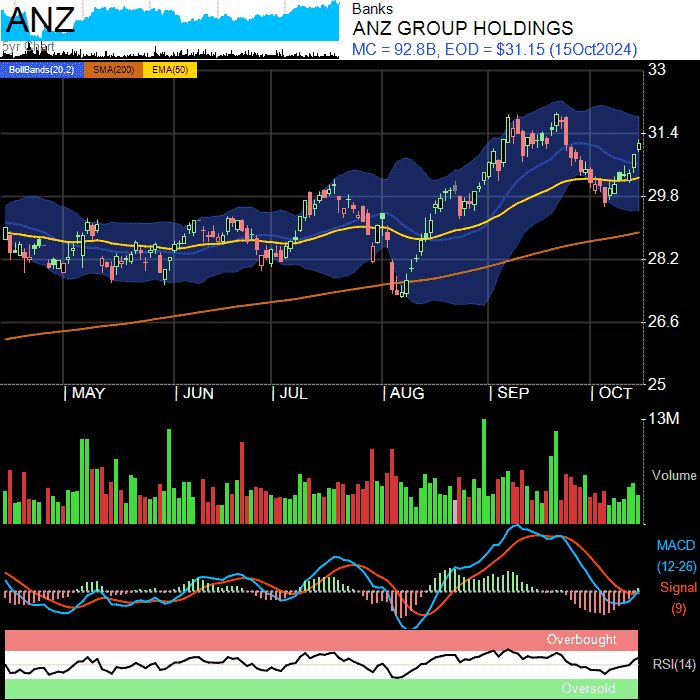 ANZ
5yr Chart
Banks
ANZ GROUP HOLDINGS
MC = 92.8B, EOD = $31.15 (15Oct2024)
BollBands(20,2) SMA(200) EMA(50)
33
31.4
29.8
28.2
26.6
25
MAY JUN JUL AUG SEP OCT
13M
Volume
MACD
(12-26)
Signal
(9)
Overbought
RSI(14)
Oversold